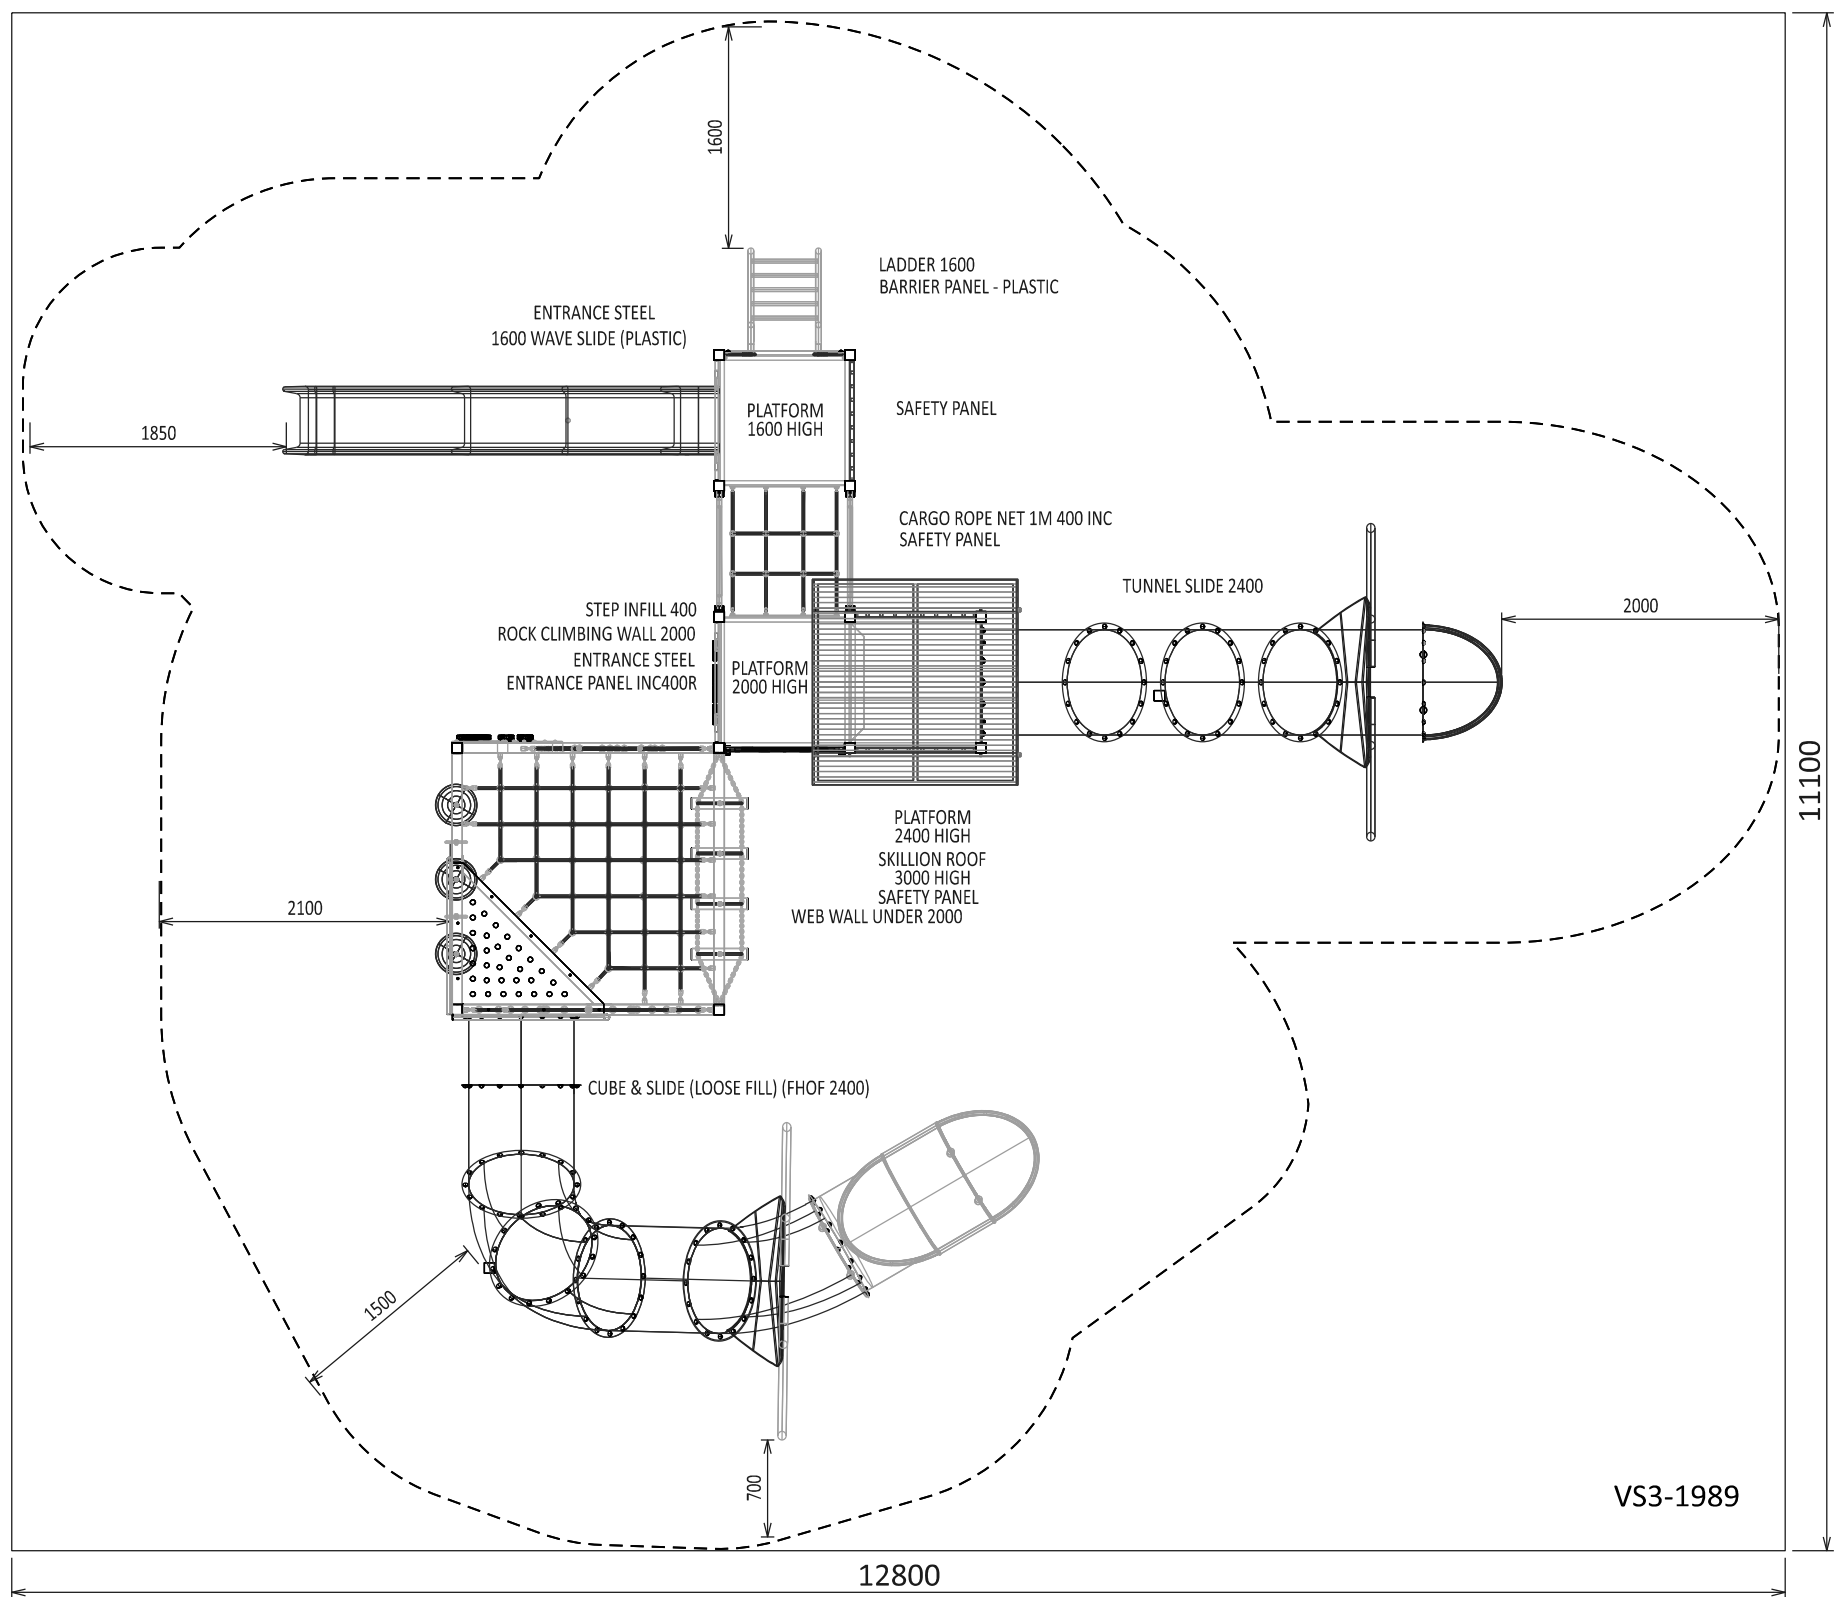 1600
LADDER 1600
BARRIER PANEL - PLASTIC
ENTRANCE STEEL
1600 WAVE SLIDE (PLASTIC)
PLATFORM
1600 HIGH
SAFETY PANEL
1850
CARGO ROPE NET 1M 400 INC
SAFETY PANEL
TUNNEL SLIDE 2400
2000
STEP INFILL 400
ROCK CLIMBING WALL 2000
ENTRANCE STEEL
ENTRANCE PANEL INC400R
PLATFORM
2000 HIGH
11100
PLATFORM
2400 HIGH
SKILLION ROOF
3000 HIGH
SAFETY PANEL
WEB WALL UNDER 2000
2100
CUBE & SLIDE (LOOSE FILL) (FHOF 2400)
1500
700
VS3-1989
12800